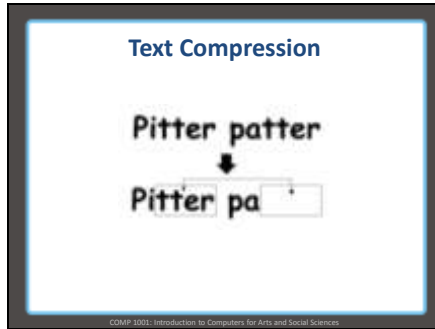 Text Compression
Pitter patter
Pitter pa
COMP 1001: Introduction to Computers for Arts and Social Sciences